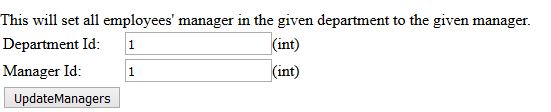 This will set all employees' manager in the given department to the given manager.
Department Id: 1 (int)
Manager Id: 1 (int)
UpdateManagers